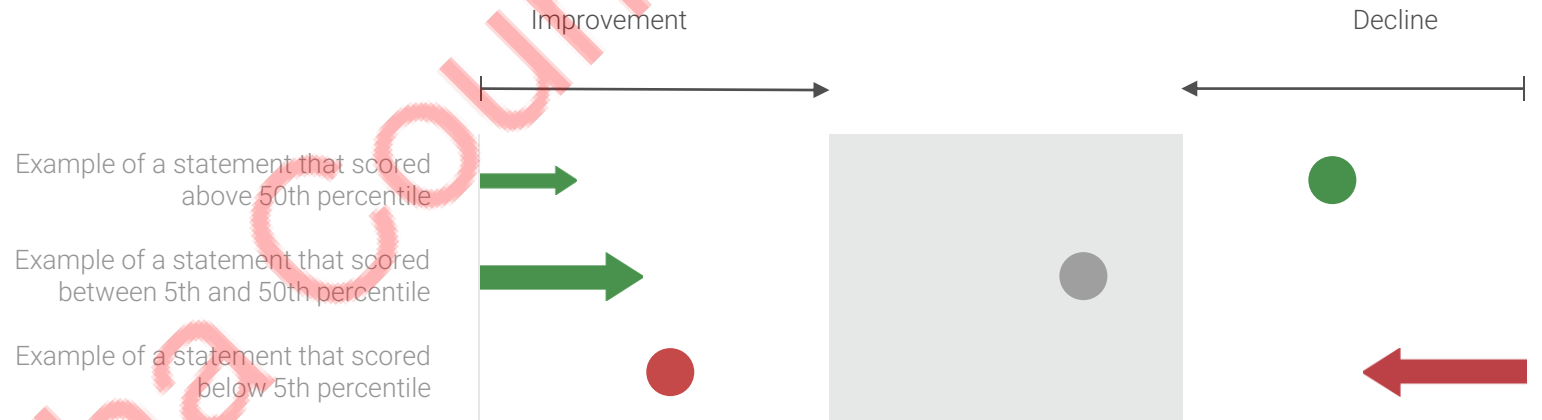 Improvement
Decline
Example of a statement that scored
above 50th percentile
Example of a statement that scored
between 5th and 50th percentile
Example of a statement that scored
below 5th percentile